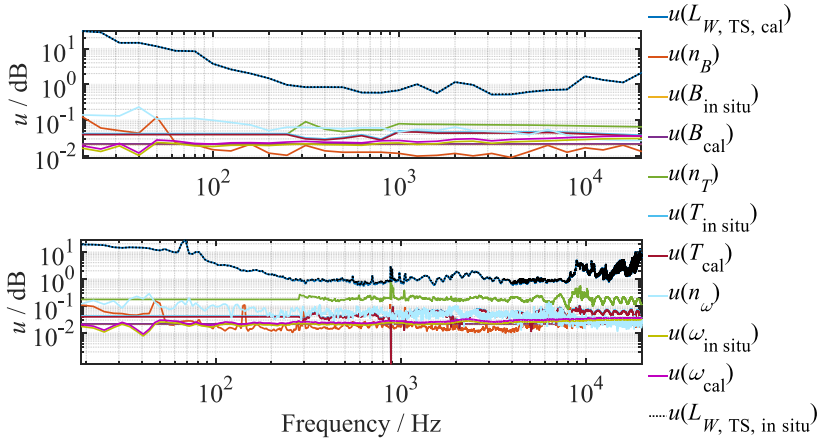 u / dB
10^1
10^0
10^-1
10^-2
10^2
10^3
10^4
u / dB
10^1
10^0
10^-1
10^-2
10^2
10^3
10^4
Frequency / Hz
u(L_W, TS, cal)
u(n_B)
u(B_in situ)
u(B_cal)
u(n_T)
u(T_in situ)
u(T_cal)
u(n_ω)
u(ω_in situ)
u(ω_cal)
u(L_W, TS, in situ)